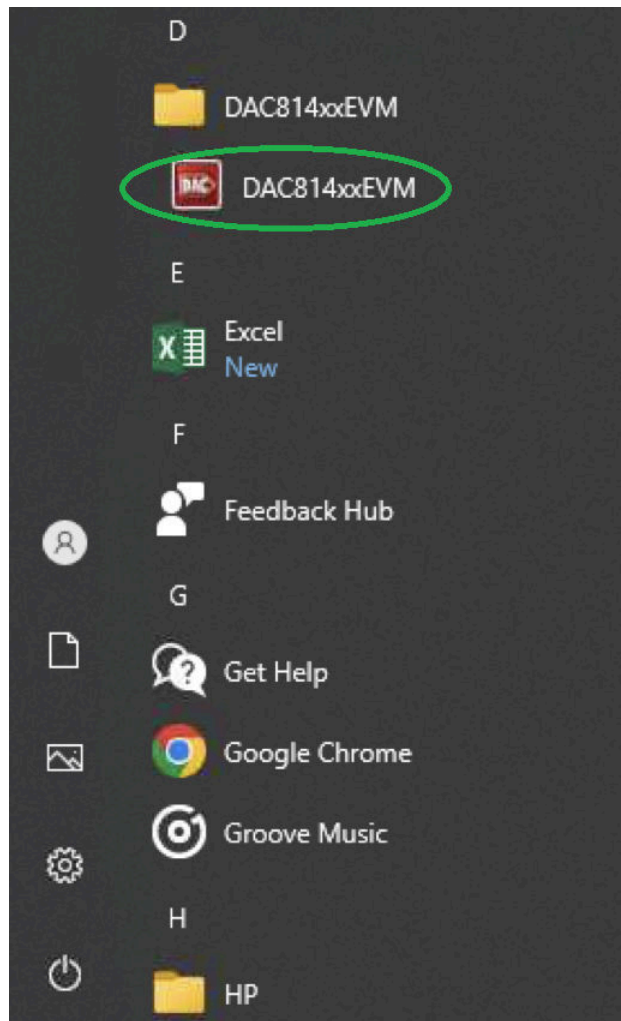 D
DAC814xxEVM
DAC
DAC814xxEVM
E
X
Excel
New
F
Feedback Hub
G
?
Get Help
Google Chrome
Groove Music
H
HP